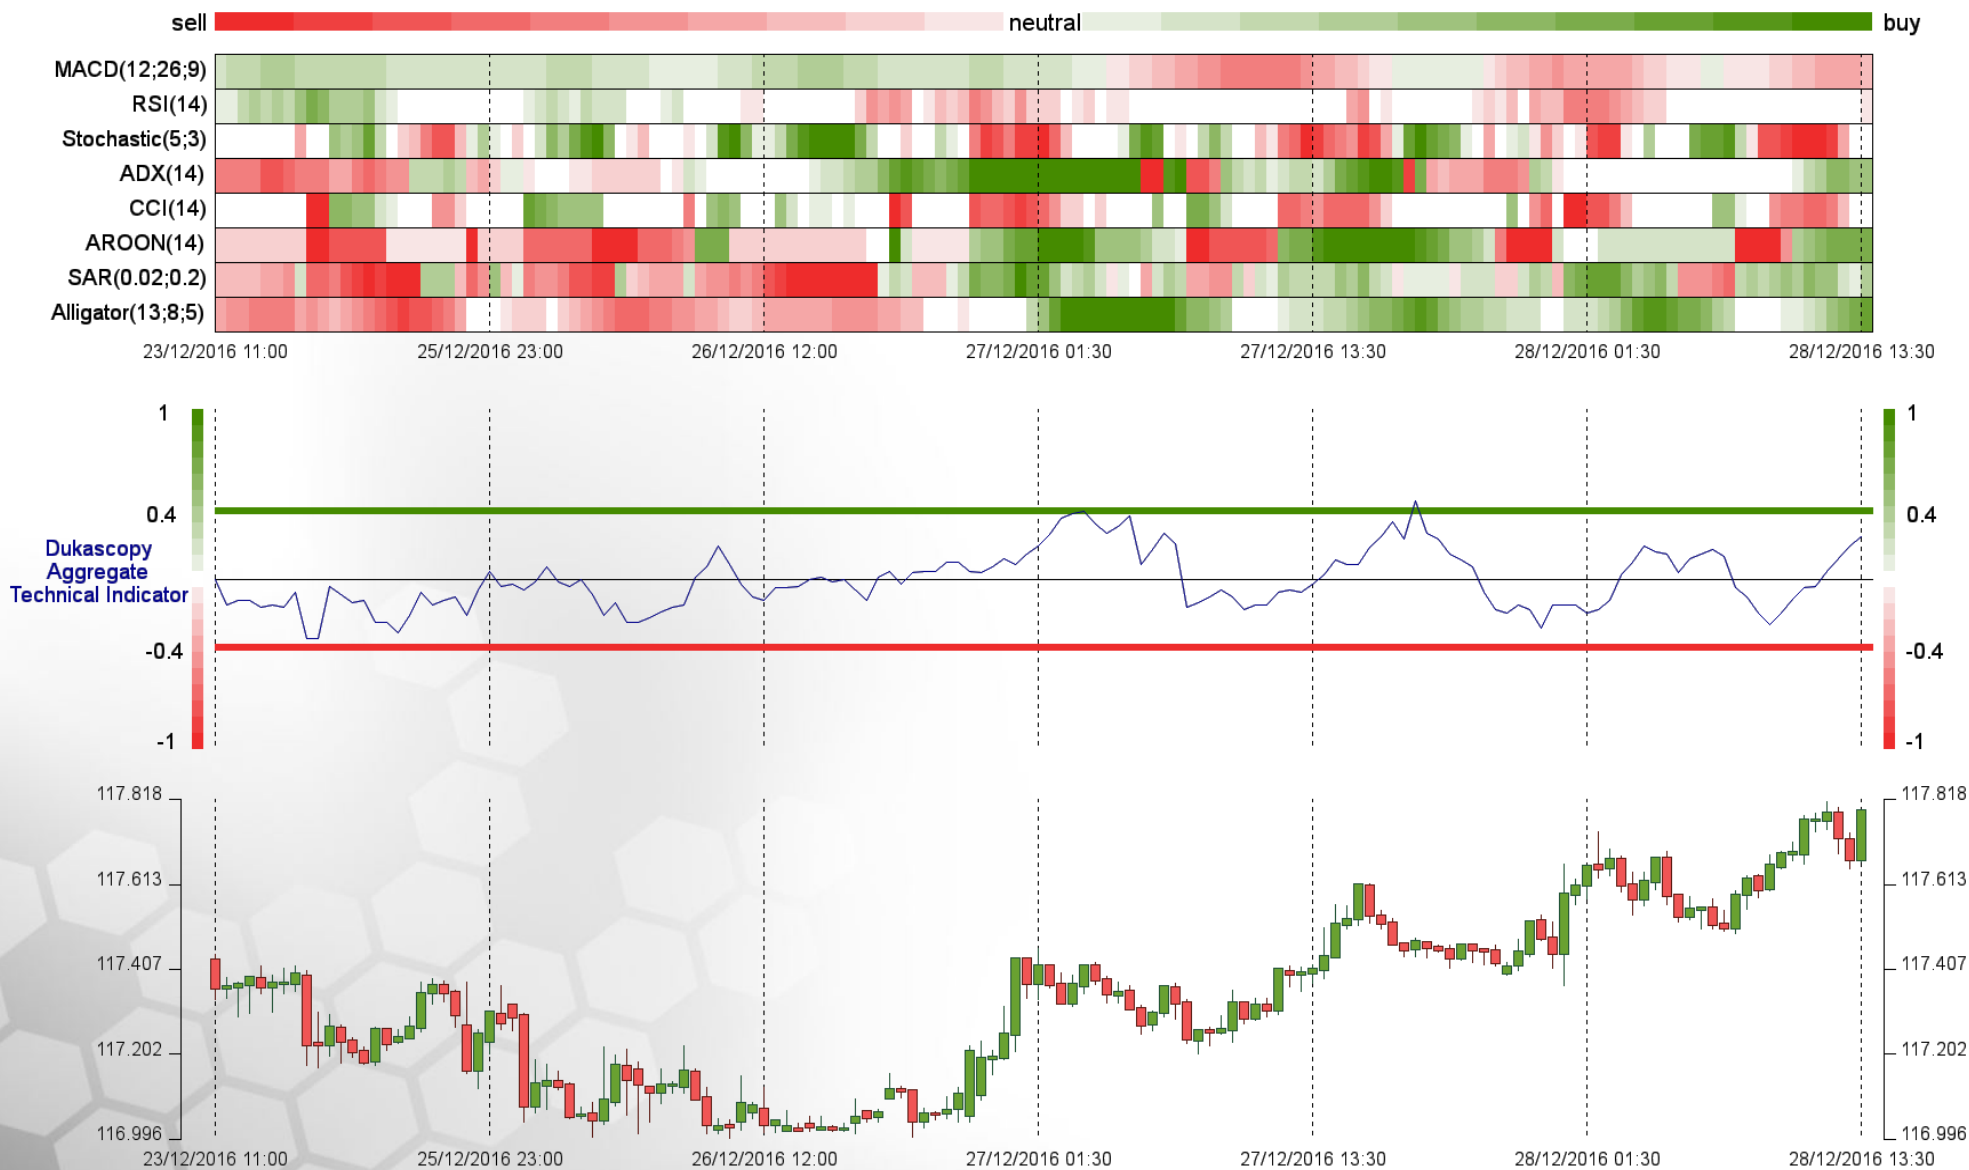 sell neutral buy
MACD(12;26;9)
RSI(14)
Stochastic(5;3)
ADX(14)
CCI(14)
AROON(14)
SAR(0.02;0.2)
Alligator(13;8;5)
23/12/2016 11:00 25/12/2016 23:00 26/12/2016 12:00 27/12/2016 01:30 27/12/2016 13:30 28/12/2016 01:30 28/12/2016 13:30
1 1
0.4 0.4
Dukascopy
Aggregate
Technical Indicator
-0.4 -0.4
-1 -1
117.818 117.818
117.613 117.613
117.407 117.407
117.202 117.202
116.996 116.996
23/12/2016 11:00 25/12/2016 23:00 26/12/2016 12:00 27/12/2016 01:30 27/12/2016 13:30 28/12/2016 01:30 28/12/2016 13:30